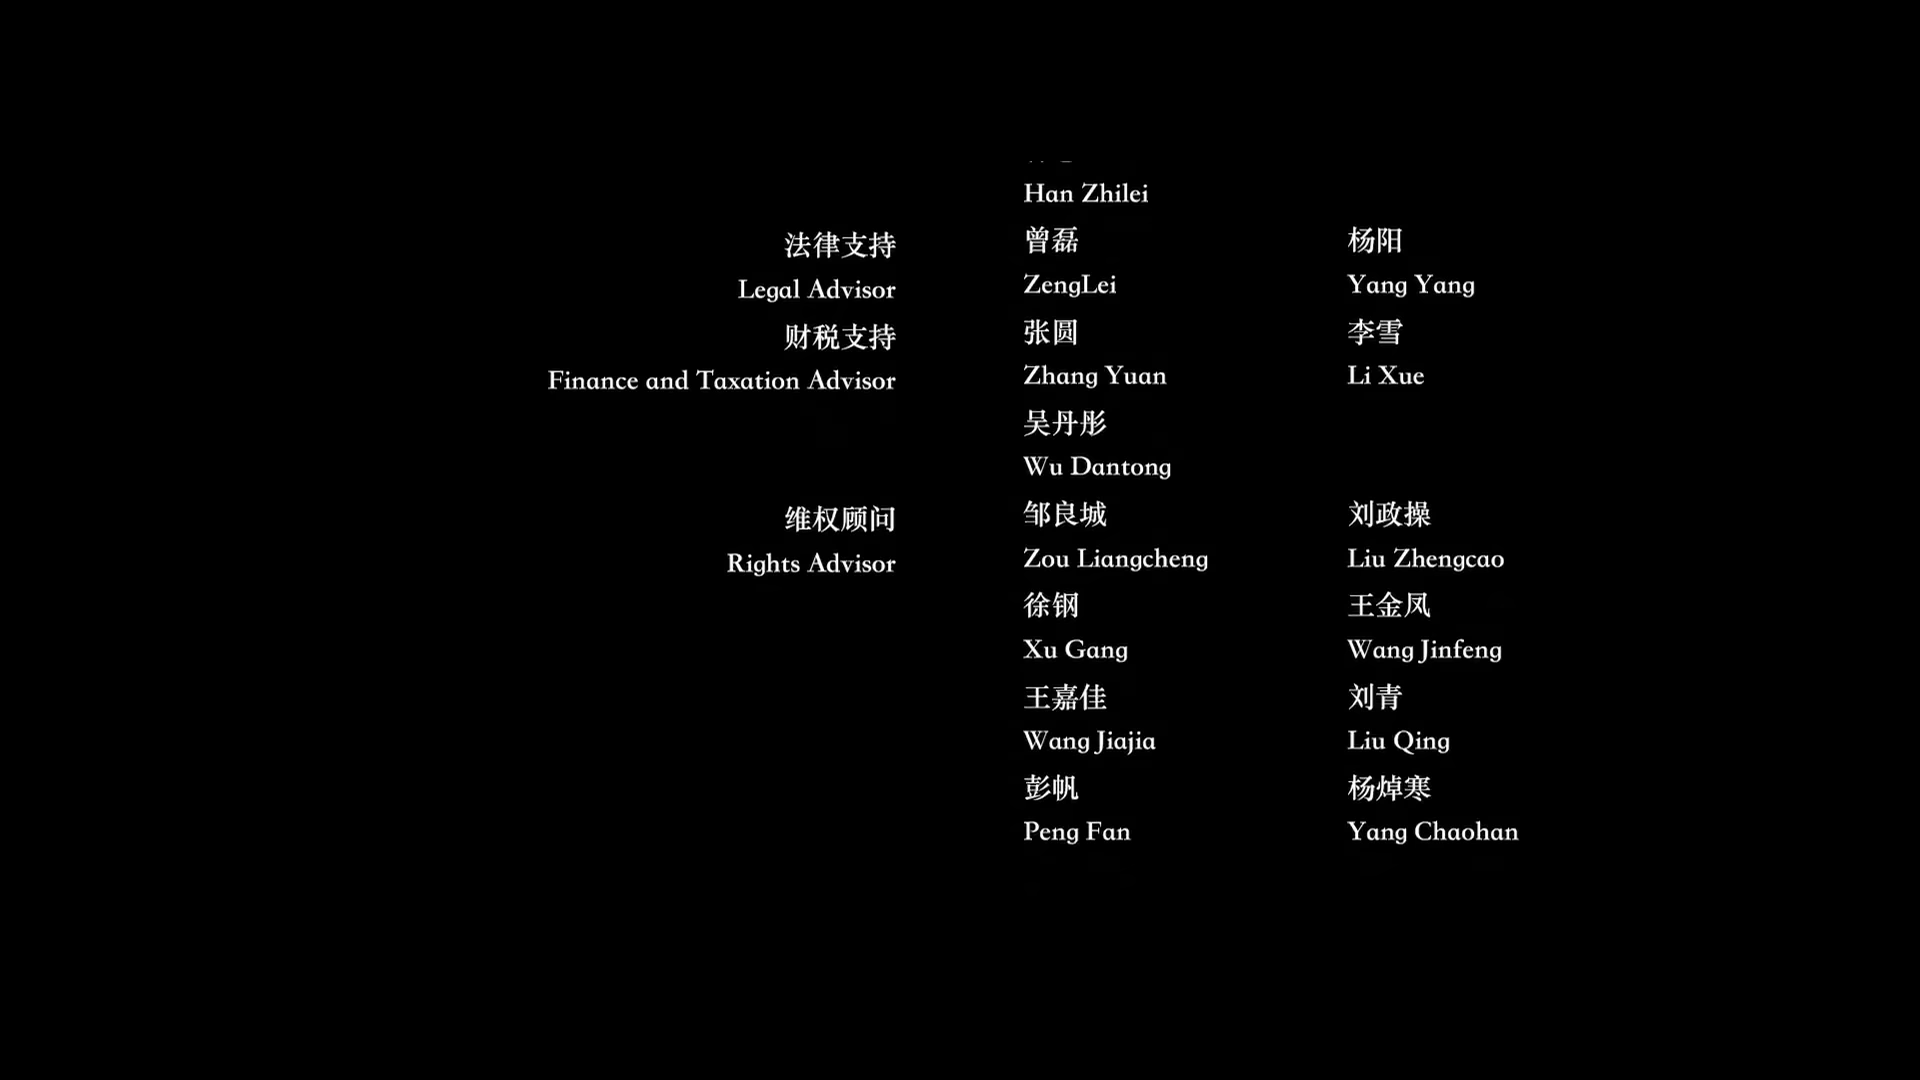 Han Zhilei
法律支持 曾磊 杨阳
Legal Advisor ZengLei Yang Yang
财税支持 张圆 李雪
Finance and Taxation Advisor Zhang Yuan Li Xue
吴丹彤
Wu Dantong
维权顾问 邹良城 刘政操
Rights Advisor Zou Liangcheng Liu Zhengcao
徐钢 王金凤
Xu Gang Wang Jinfeng
王嘉佳 刘青
Wang Jiajia Liu Qing
彭帆 杨焯寒
Peng Fan Yang Chaohan